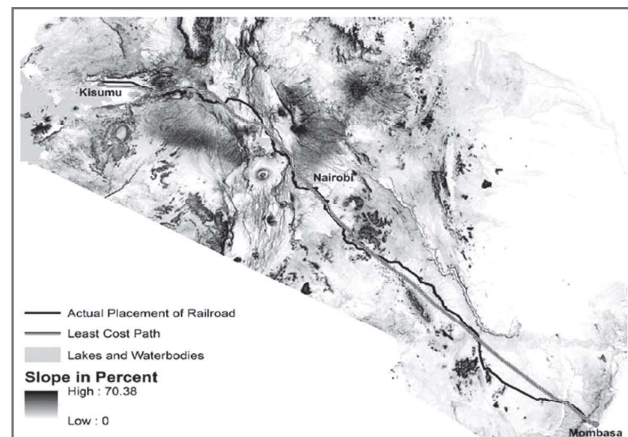 Kisumu
Nairobi
Actual Placement of Railroad
Least Cost Path
Lakes and Waterbodies
Slope in Percent
High : 70.38
Low : 0
Mombasa